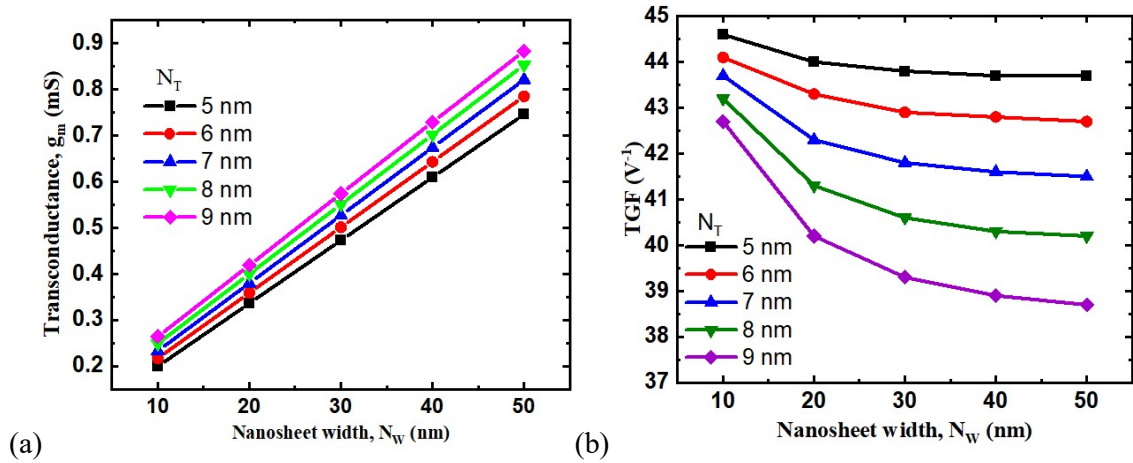 Transconductance, gm (mS)
0.9
0.8
0.7
0.6
0.5
0.4
0.3
0.2
NT
5 nm
6 nm
7 nm
8 nm
9 nm
10 20 30 40 50
Nanosheet width, NW (nm)
(a)
TGF (V-1)
45
44
43
42
41
40
39
38
37
NT
5 nm
6 nm
7 nm
8 nm
9 nm
10 20 30 40 50
Nanosheet width, NW (nm)
(b)